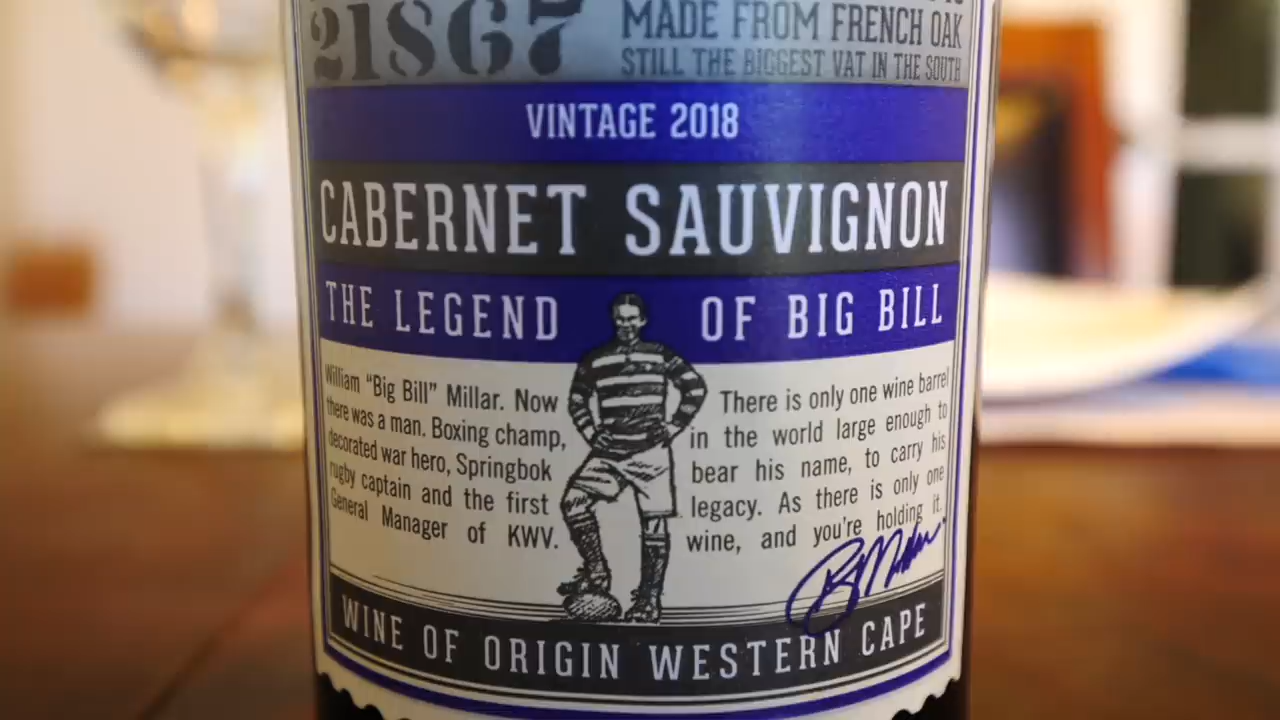 21867
MADE FROM FRENCH OAK
STILL THE BIGGEST VAT IN THE SOUTH
VINTAGE 2018
CABERNET SAUVIGNON
THE LEGEND OF BIG BILL
William “Big Bill” Millar. Now
there was a man. Boxing champ,
decorated war hero, Springbok
rugby captain and the first
General Manager of KWV.
There is only one wine barrel
in the world large enough to
bear his name, to carry his
legacy. As there is only one
wine, and you’re holding it.
WINE OF ORIGIN WESTERN CAPE